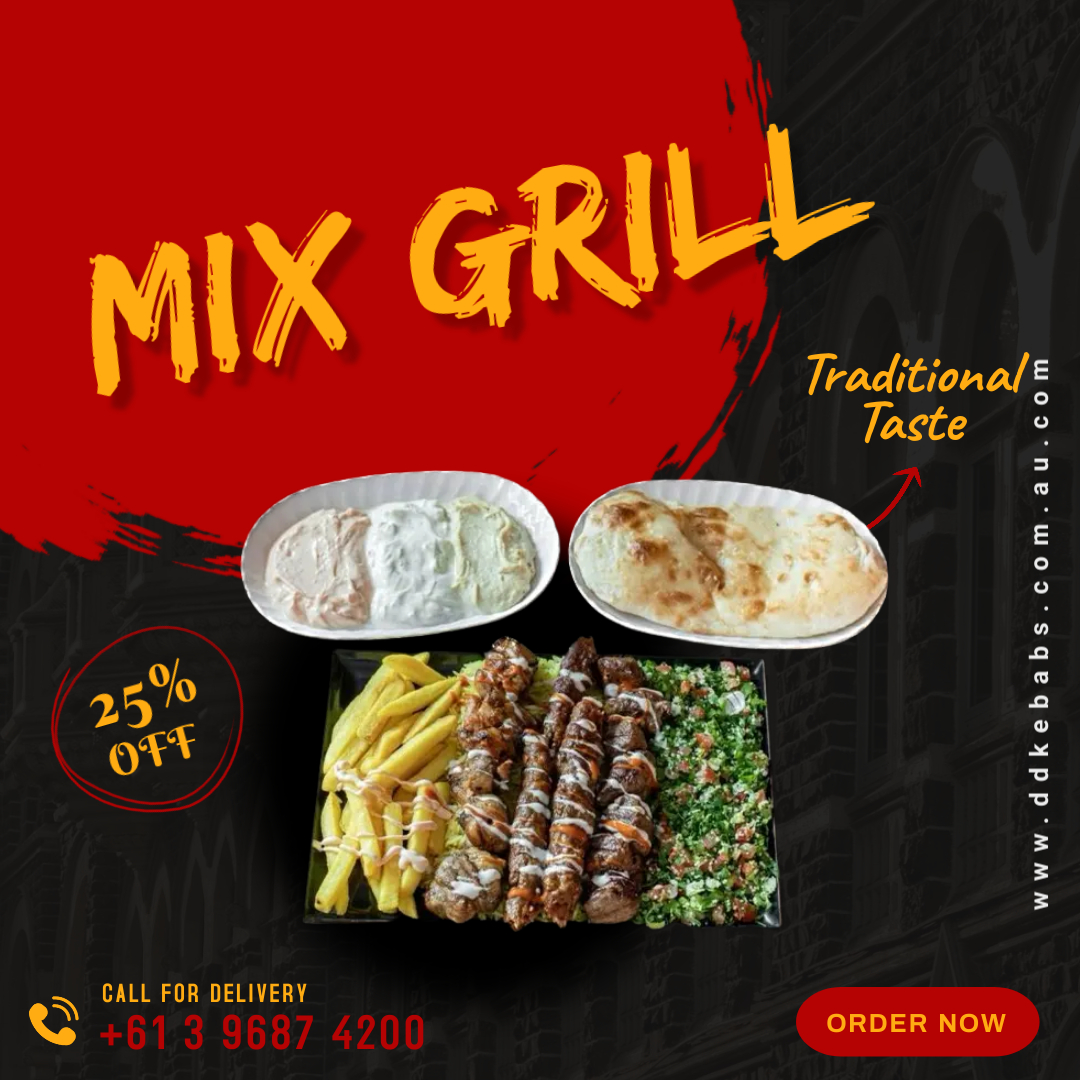 MIX GRILL
Traditional
Taste
www.ddkebabs.com.au.com
25%
OFF
CALL FOR DELIVERY
+61 3 9687 4200
ORDER NOW